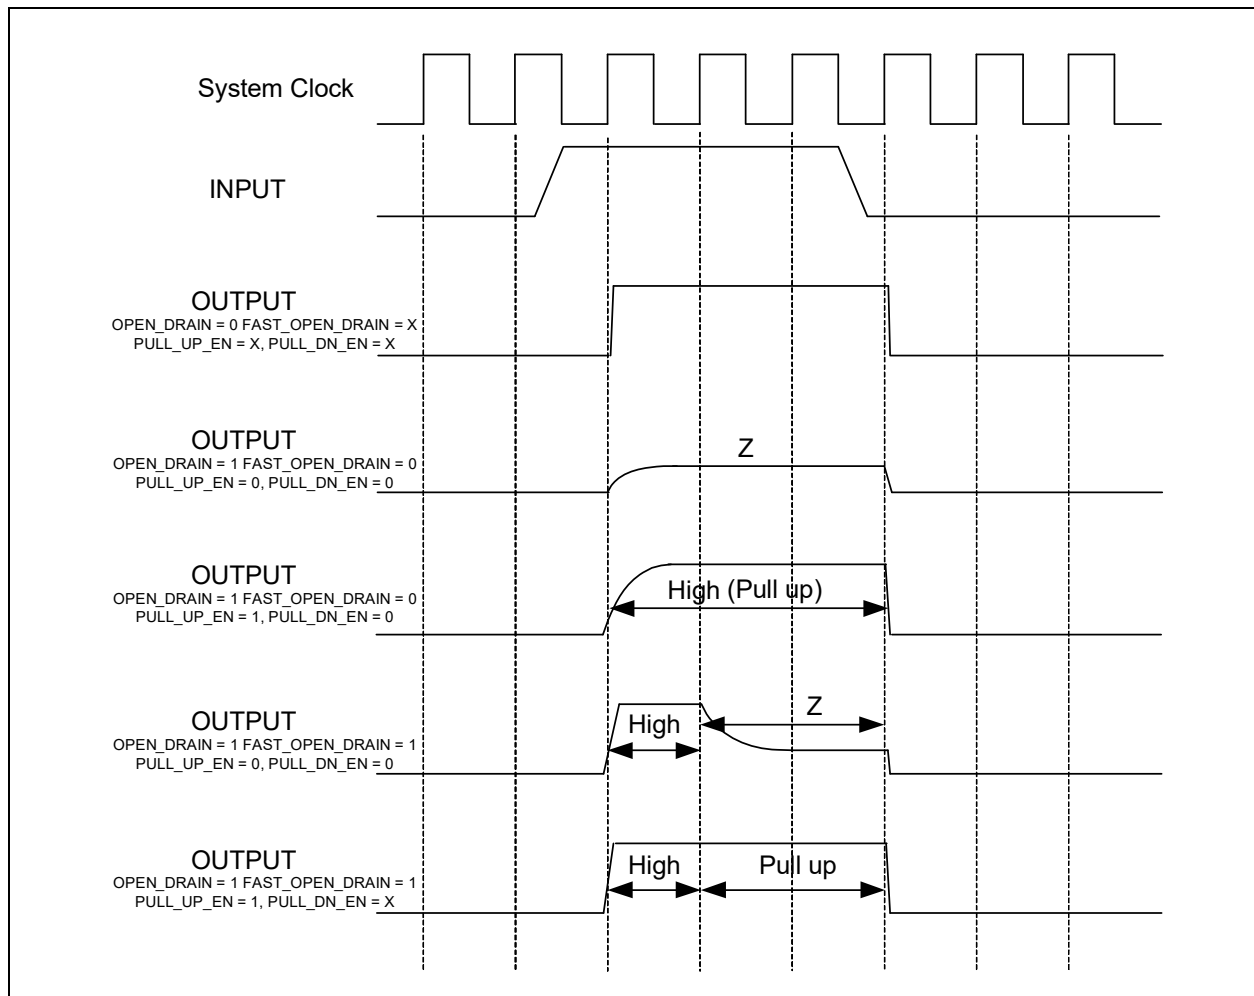 System Clock
INPUT
OUTPUT
OPEN_DRAIN = 0 FAST_OPEN_DRAIN = X
PULL_UP_EN = X, PULL_DN_EN = X
OUTPUT
OPEN_DRAIN = 1 FAST_OPEN_DRAIN = 0
PULL_UP_EN = 0, PULL_DN_EN = 0
Z
OUTPUT
OPEN_DRAIN = 1 FAST_OPEN_DRAIN = 0
PULL_UP_EN = 1, PULL_DN_EN = 0
High (Pull up)
OUTPUT
OPEN_DRAIN = 1 FAST_OPEN_DRAIN = 1
PULL_UP_EN = 0, PULL_DN_EN = 0
High
Z
OUTPUT
OPEN_DRAIN = 1 FAST_OPEN_DRAIN = 1
PULL_UP_EN = 1, PULL_DN_EN = X
High
Pull up